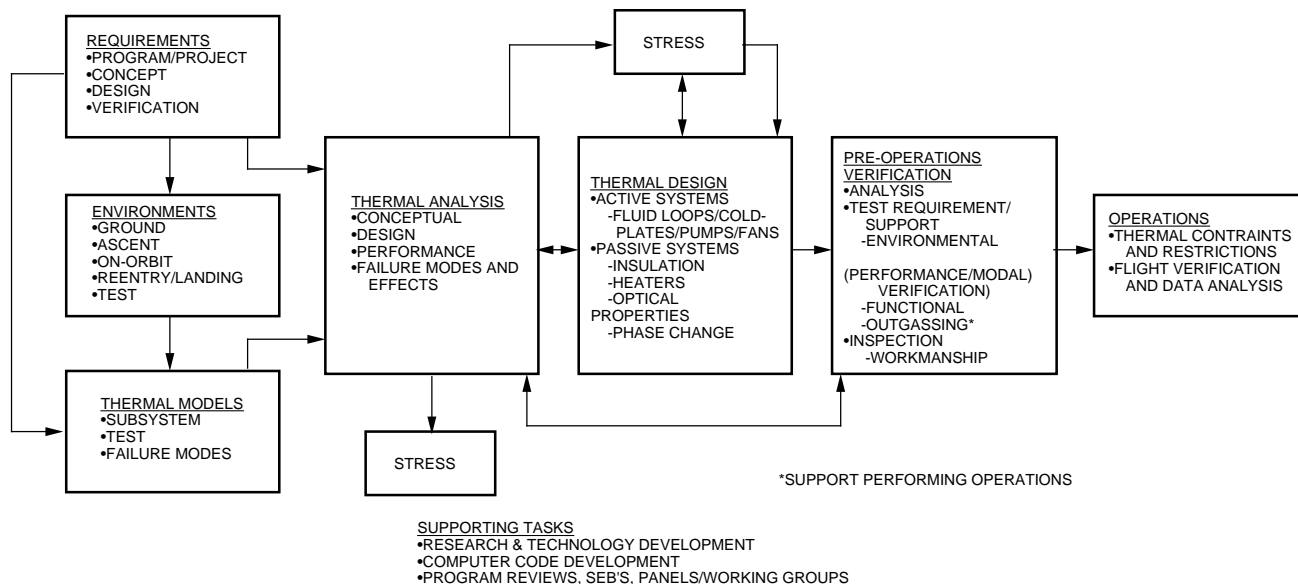 REQUIREMENTS
•PROGRAM/PROJECT
•CONCEPT
•DESIGN
•VERIFICATION
ENVIRONMENTS
•GROUND
•ASCENT
•ON-ORBIT
•REENTRY/LANDING
•TEST
THERMAL MODELS
•SUBSYSTEM
•TEST
•FAILURE MODES
THERMAL ANALYSIS
•CONCEPTUAL
•DESIGN
•PERFORMANCE
•FAILURE MODES AND
EFFECTS
STRESS
STRESS
THERMAL DESIGN
•ACTIVE SYSTEMS
-FLUID LOOPS/COLD-
PLATES/PUMPS/FANS
•PASSIVE SYSTEMS
-INSULATION
-HEATERS
-OPTICAL
PROPERTIES
-PHASE CHANGE
PRE-OPERATIONS
VERIFICATION
•ANALYSIS
•TEST REQUIREMENT/
SUPPORT
-ENVIRONMENTAL
(PERFORMANCE/MODAL)
VERIFICATION)
-FUNCTIONAL
-OUTGASSING*
•INSPECTION
-WORKMANSHIP
OPERATIONS
•THERMAL CONTRAINTS
AND RESTRICTIONS
•FLIGHT VERIFICATION
AND DATA ANALYSIS
*SUPPORT PERFORMING OPERATIONS
SUPPORTING TASKS
•RESEARCH & TECHNOLOGY DEVELOPMENT
•COMPUTER CODE DEVELOPMENT
•PROGRAM REVIEWS, SEB'S, PANELS/WORKING GROUPS